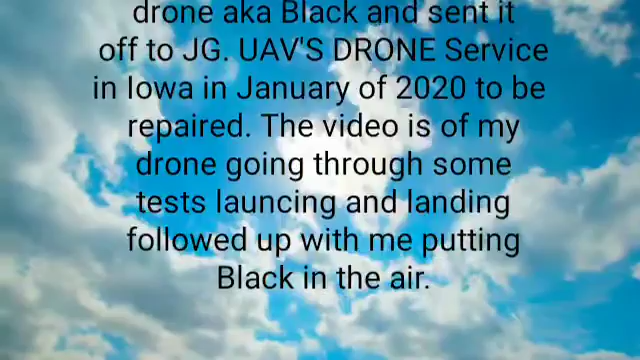 drone aka Black and sent it
off to JG. UAV'S DRONE Service
in Iowa in January of 2020 to be
repaired. The video is of my
drone going through some
tests launcing and landing
followed up with me putting
Black in the air.